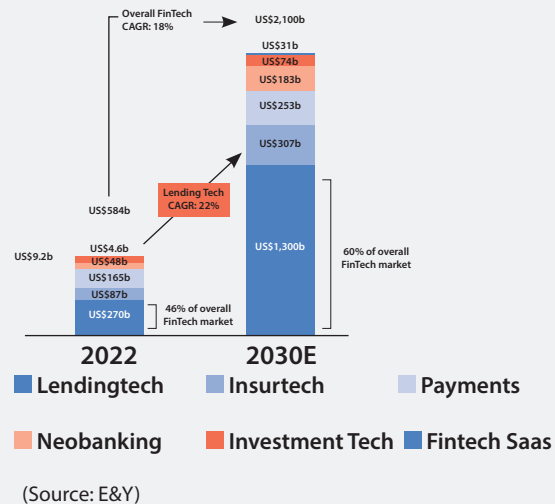 Overall FinTech
CAGR: 18%
US$2,100b
US$31b
US$74b
US$183b
US$253b
US$307b
Lending Tech
CAGR: 22%
US$584b
US$1,300b
60% of overall
FinTech market
US$9.2b
US$4.6b
US$48b
US$165b
US$87b
US$270b
46% of overall
FinTech market
2022
2030E
Lendingtech
Insurtech
Payments
Neobanking
Investment Tech
Fintech Saas
(Source: E&Y)